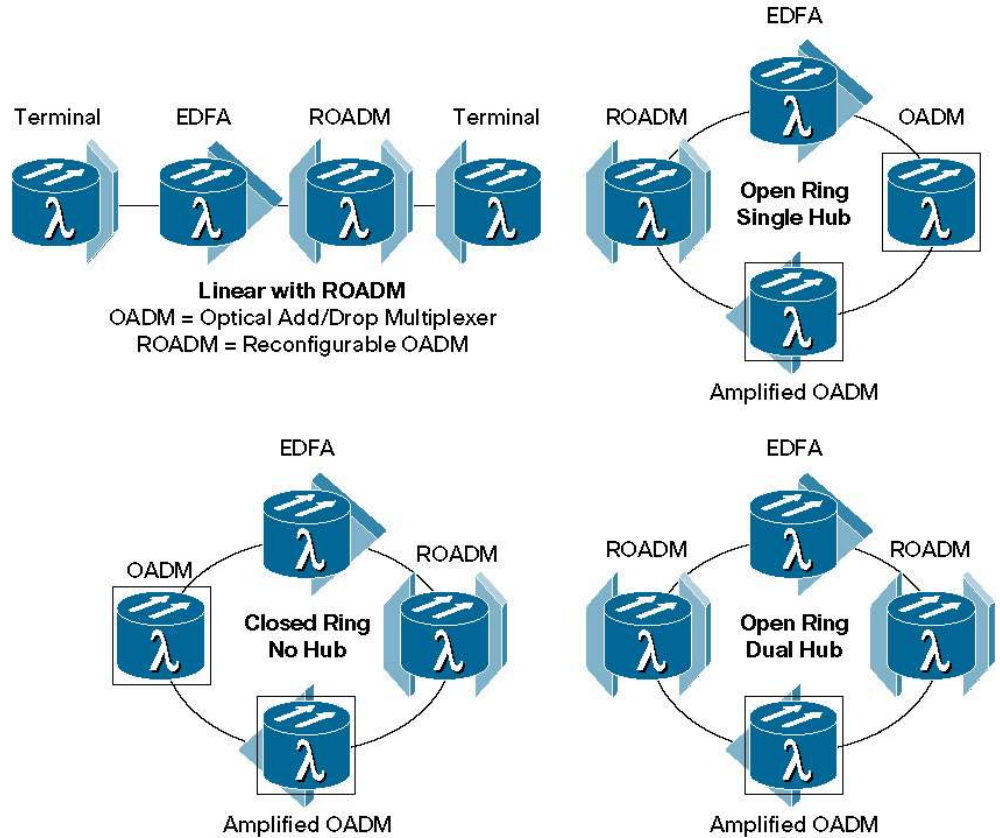 Terminal
EDFA
ROADM
Terminal
λ
λ
λ
λ
Linear with ROADM
OADM = Optical Add/Drop Multiplexer
ROADM = Reconfigurable OADM
EDFA
ROADM
OADM
λ
λ
λ
λ
Open Ring
Single Hub
Amplified OADM
EDFA
OADM
ROADM
λ
λ
λ
λ
Closed Ring
No Hub
Amplified OADM
EDFA
ROADM
ROADM
λ
λ
λ
λ
Open Ring
Dual Hub
Amplified OADM